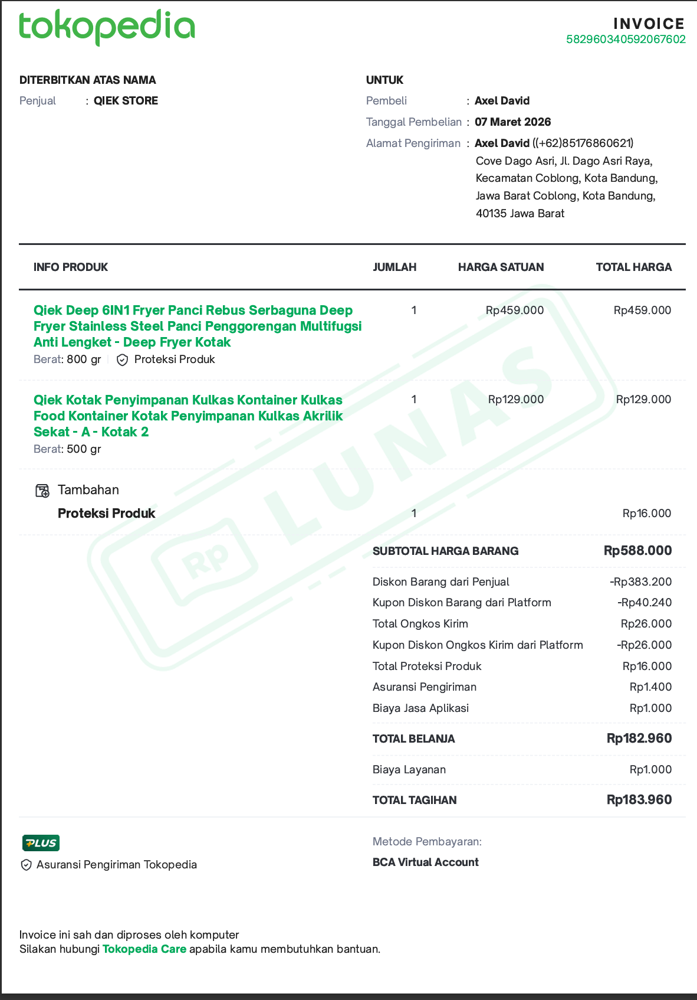 tokopedia
INVOICE
582960340592067602
DITERBITKAN ATAS NAMA
Penjual : QIEK STORE
UNTUK
Pembeli : Axel David
Tanggal Pembelian : 07 Maret 2026
Alamat Pengiriman : Axel David ((+62)85176860621)
Cove Dago Asri, Jl. Dago Asri Raya,
Kecamatan Coblong, Kota Bandung,
Jawa Barat Coblong, Kota Bandung,
40135 Jawa Barat
INFO PRODUK JUMLAH HARGA SATUAN TOTAL HARGA
Qiek Deep 6IN1 Fryer Panci Rebus Serbaguna Deep 1 Rp459.000 Rp459.000
Fryer Stainless Steel Panci Penggorengan Multifugsi
Anti Lengket - Deep Fryer Kotak
Berat: 800 gr Proteksi Produk
Qiek Kotak Penyimpanan Kulkas Kontainer Kulkas 1 Rp129.000 Rp129.000
Food Kontainer Kotak Penyimpanan Kulkas Akrilik
Sekat - A - Kotak 2
Berat: 500 gr
Tambahan
Proteksi Produk 1 Rp16.000
Rp LUNAS
SUBTOTAL HARGA BARANG Rp588.000
Diskon Barang dari Penjual -Rp383.200
Kupon Diskon Barang dari Platform -Rp40.240
Total Ongkos Kirim Rp26.000
Kupon Diskon Ongkos Kirim dari Platform -Rp26.000
Total Proteksi Produk Rp16.000
Asuransi Pengiriman Rp1.400
Biaya Jasa Aplikasi Rp1.000
TOTAL BELANJA Rp182.960
Biaya Layanan Rp1.000
TOTAL TAGIHAN Rp183.960
PLUS
Asuransi Pengiriman Tokopedia
Metode Pembayaran:
BCA Virtual Account
Invoice ini sah dan diproses oleh komputer
Silakan hubungi Tokopedia Care apabila kamu membutuhkan bantuan.